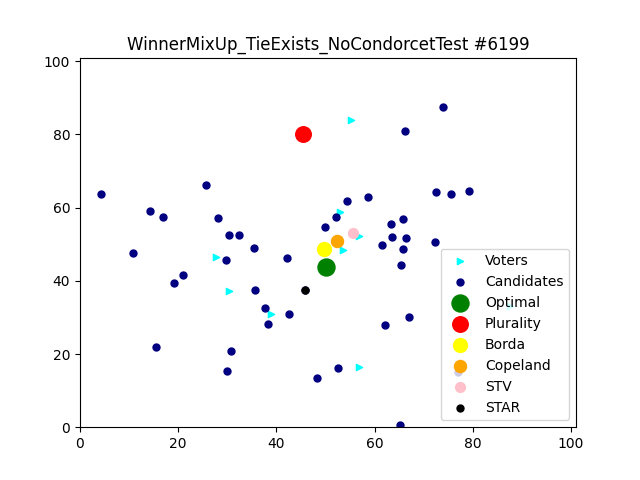 WinnerMixUp_TieExists_NoCondorcetTest #6199
100
80
60
40
20
0
0 20 40 60 80 100
Voters
Candidates
Optimal
Plurality
Borda
Copeland
STV
STAR